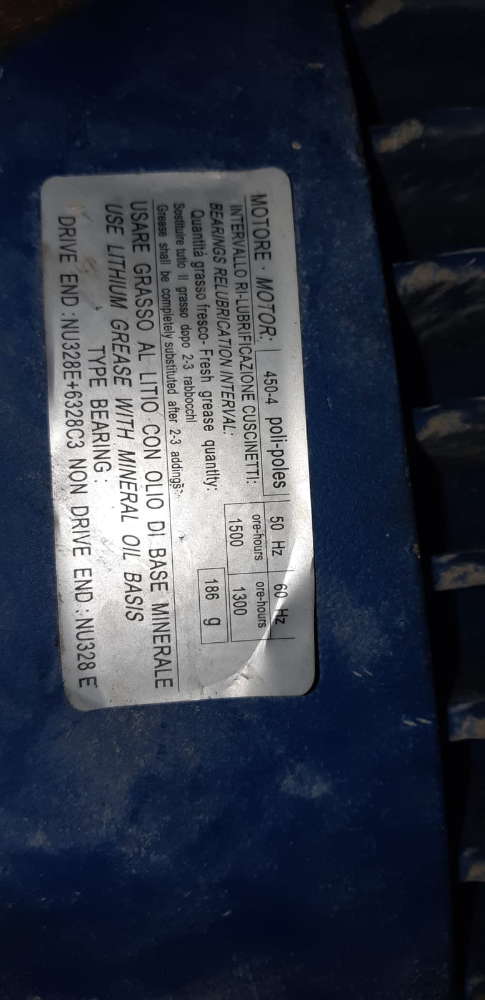 MOTORE · MOTOR: 450-4 poli-poles 50 Hz 60 Hz
INTERVALLO RI-LUBRIFICAZIONE CUSCINETTI: ore-hours ore-hours
BEARINGS RELUBRICATION INTERVAL: 1500 1300
Quantità grasso fresco- Fresh grease quantity: 186 g
Sostituire tutto il grasso dopo 2-3 rabbocchi
Grease shall be completely substituted after 2-3 addings
USARE GRASSO AL LITIO CON OLIO DI BASE MINERALE
USE LITHIUM GREASE WITH MINERAL OIL BASIS
TYPE BEARING :
DRIVE END :NU328E+6328C3 NON DRIVE END :NU328 E